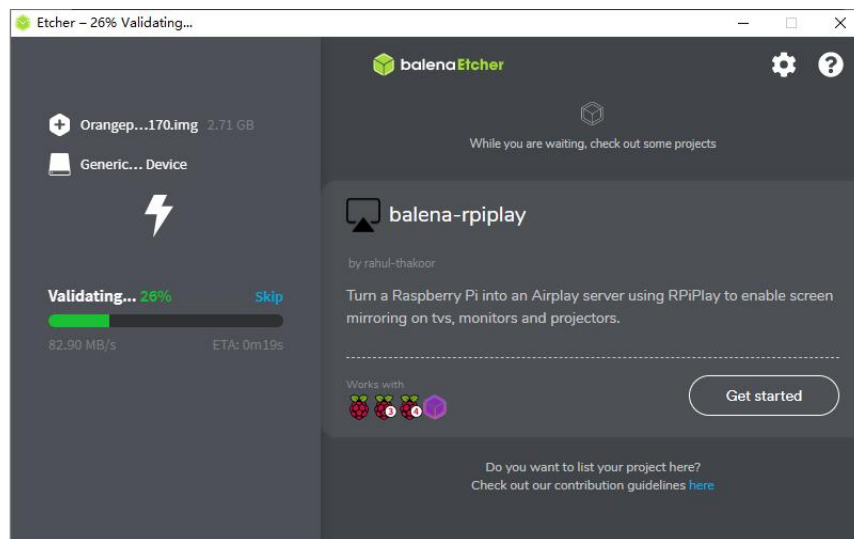 Etcher – 26% Validating...
balenaEtcher
Orangep...170.img 2.71 GB
Generic... Device
Validating... 26% Skip
82.90 MB/s ETA: 0m19s
While you are waiting, check out some projects
balena-rpiplay
by rahul-thakoor
Turn a Raspberry Pi into an Airplay server using RPiPlay to enable screen
mirroring on tvs, monitors and projectors.
Works with
3 4
Get started
Do you want to list your project here?
Check out our contribution guidelines here